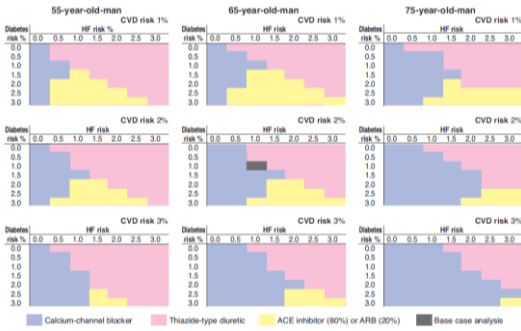 55-year-old-man
65-year-old-man
75-year-old-man
CVD risk 1%
CVD risk 1%
CVD risk 1%
Diabetes HF risk %
Diabetes HF risk
Diabetes HF risk
risk % 0.0 0.5 1.0 1.5 2.0 2.5 3.0
risk % 0.0 0.5 1.0 1.5 2.0 2.5 3.0
risk % 0.0 0.5 1.0 1.5 2.0 2.5 3.0
0.0 0.0 0.0
0.5 0.5 0.5
1.0 1.0 1.0
1.5 1.5 1.5
2.0 2.0 2.0
2.5 2.5 2.5
3.0 3.0 3.0
CVD risk 2%
CVD risk 2%
CVD risk 2%
Diabetes HF risk
Diabetes HF risk
Diabetes HF risk
risk % 0.0 0.5 1.0 1.5 2.0 2.5 3.0
risk % 0.0 0.5 1.0 1.5 2.0 2.5 3.0
risk % 0.0 0.5 1.0 1.5 2.0 2.5 3.0
0.0 0.0 0.0
0.5 0.5 0.5
1.0 1.0 1.0
1.5 1.5 1.5
2.0 2.0 2.0
2.5 2.5 2.5
3.0 3.0 3.0
CVD risk 3%
CVD risk 3%
CVD risk 3%
Diabetes HF risk
Diabetes HF risk
Diabetes HF risk
risk % 0.0 0.5 1.0 1.5 2.0 2.5 3.0
risk % 0.0 0.5 1.0 1.5 2.0 2.5 3.0
risk % 0.0 0.5 1.0 1.5 2.0 2.5 3.0
0.0 0.0 0.0
0.5 0.5 0.5
1.0 1.0 1.0
1.5 1.5 1.5
2.0 2.0 2.0
2.5 2.5 2.5
3.0 3.0 3.0
Calcium-channel blocker
Thiazide-type diuretic
ACE inhibitor (80%) or ARB (20%)
Base case analysis